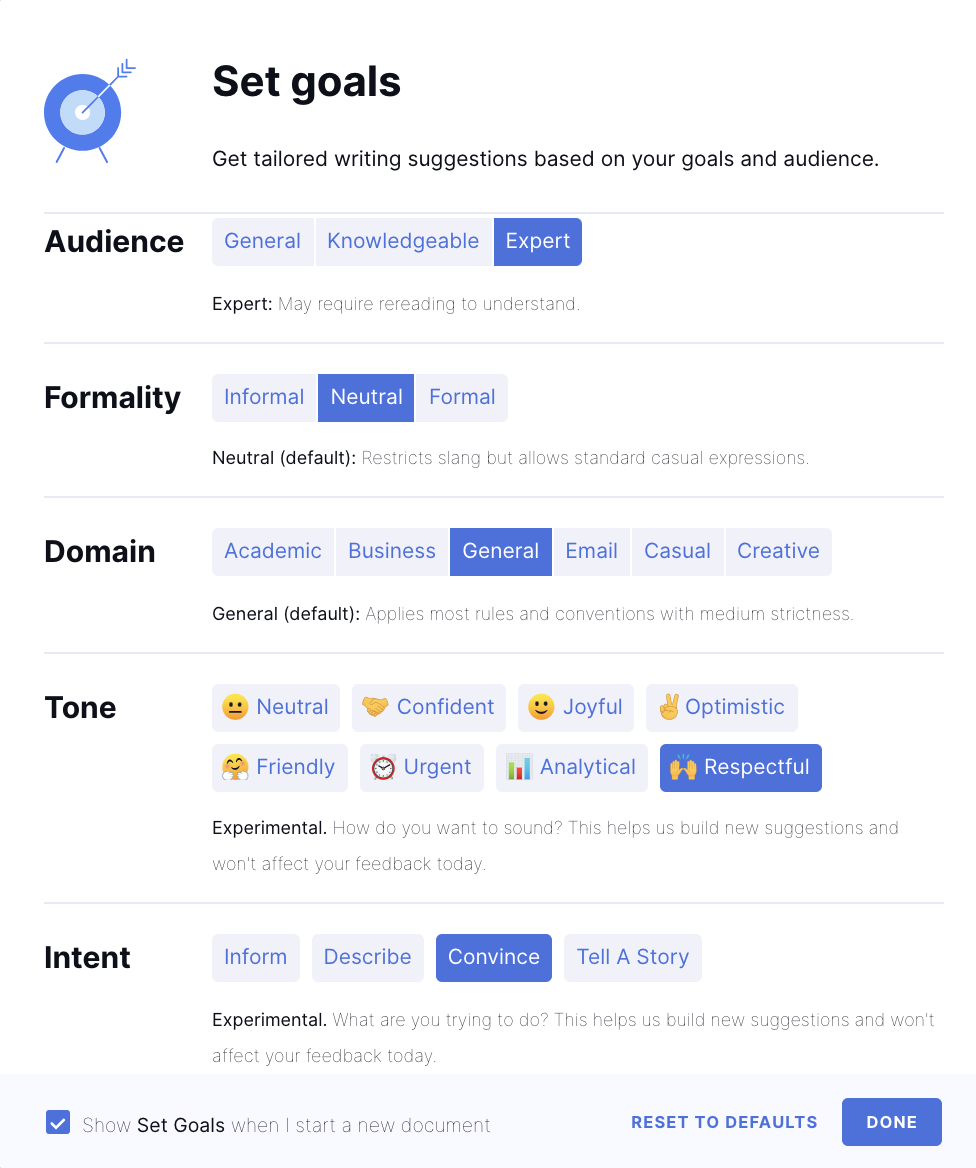 Set goals
Get tailored writing suggestions based on your goals and audience.
Audience
General Knowledgeable Expert
Expert: May require rereading to understand.
Formality
Informal Neutral Formal
Neutral (default): Restricts slang but allows standard casual expressions.
Domain
Academic Business General Email Casual Creative
General (default): Applies most rules and conventions with medium strictness.
Tone
😐 Neutral 🤝 Confident 🙂 Joyful ✌️ Optimistic
🤗 Friendly ⏰ Urgent 📊 Analytical 🙌 Respectful
Experimental. How do you want to sound? This helps us build new suggestions and
won't affect your feedback today.
Intent
Inform Describe Convince Tell A Story
Experimental. What are you trying to do? This helps us build new suggestions and won't
affect your feedback today.
Show Set Goals when I start a new document
RESET TO DEFAULTS DONE